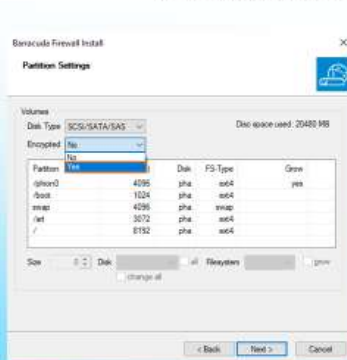 Barracuda Firewall Install
Partition Settings
Volumes
Disk Type SCSI/SATA/SAS Disc space used: 20480 MB
Encrypted No
No
Yes
Partition Disk FS-Type Grow
/phion0 4096 pha ext4 yes
/boot 1024 pha ext4
swap 4096 pha swap
/art 3072 pha ext4
/ 8192 pha ext4
Size Disk all Filesystem grow
change all
< Back Next > Cancel